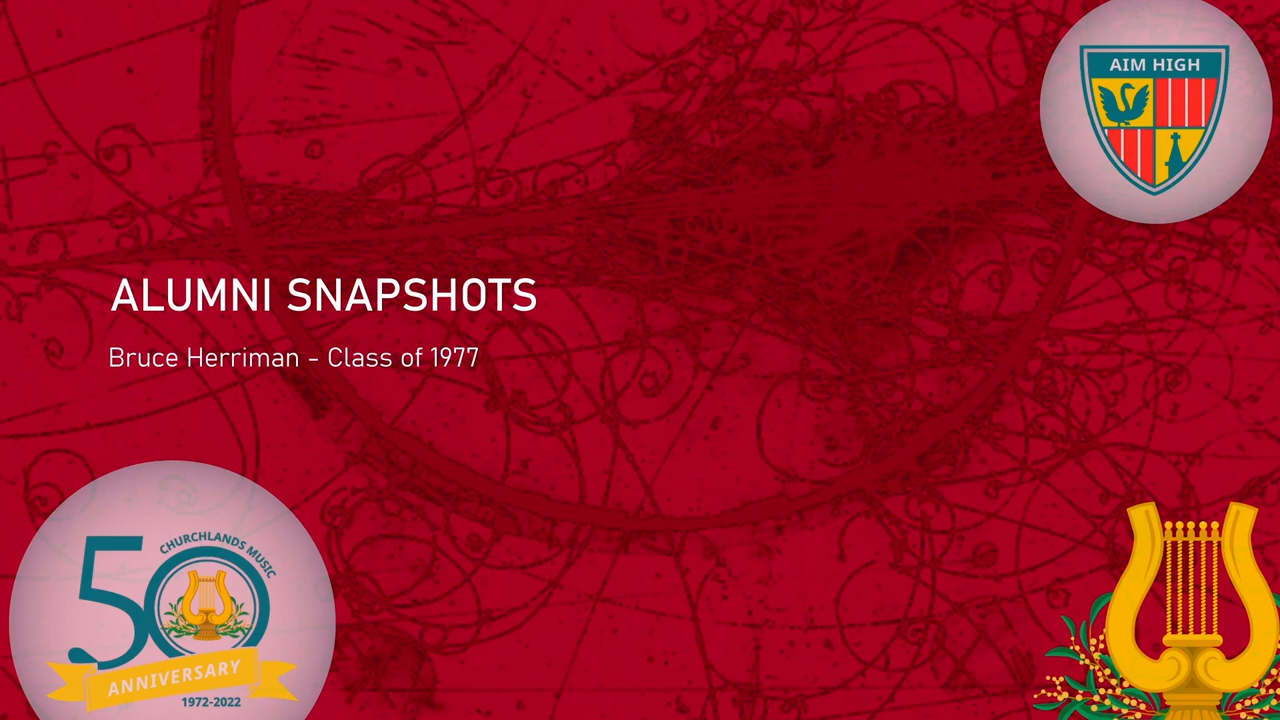 AIM HIGH
ALUMNI SNAPSHOTS
Bruce Herriman - Class of 1977
50
CHURCHLANDS MUSIC
ANNIVERSARY
1972-2022